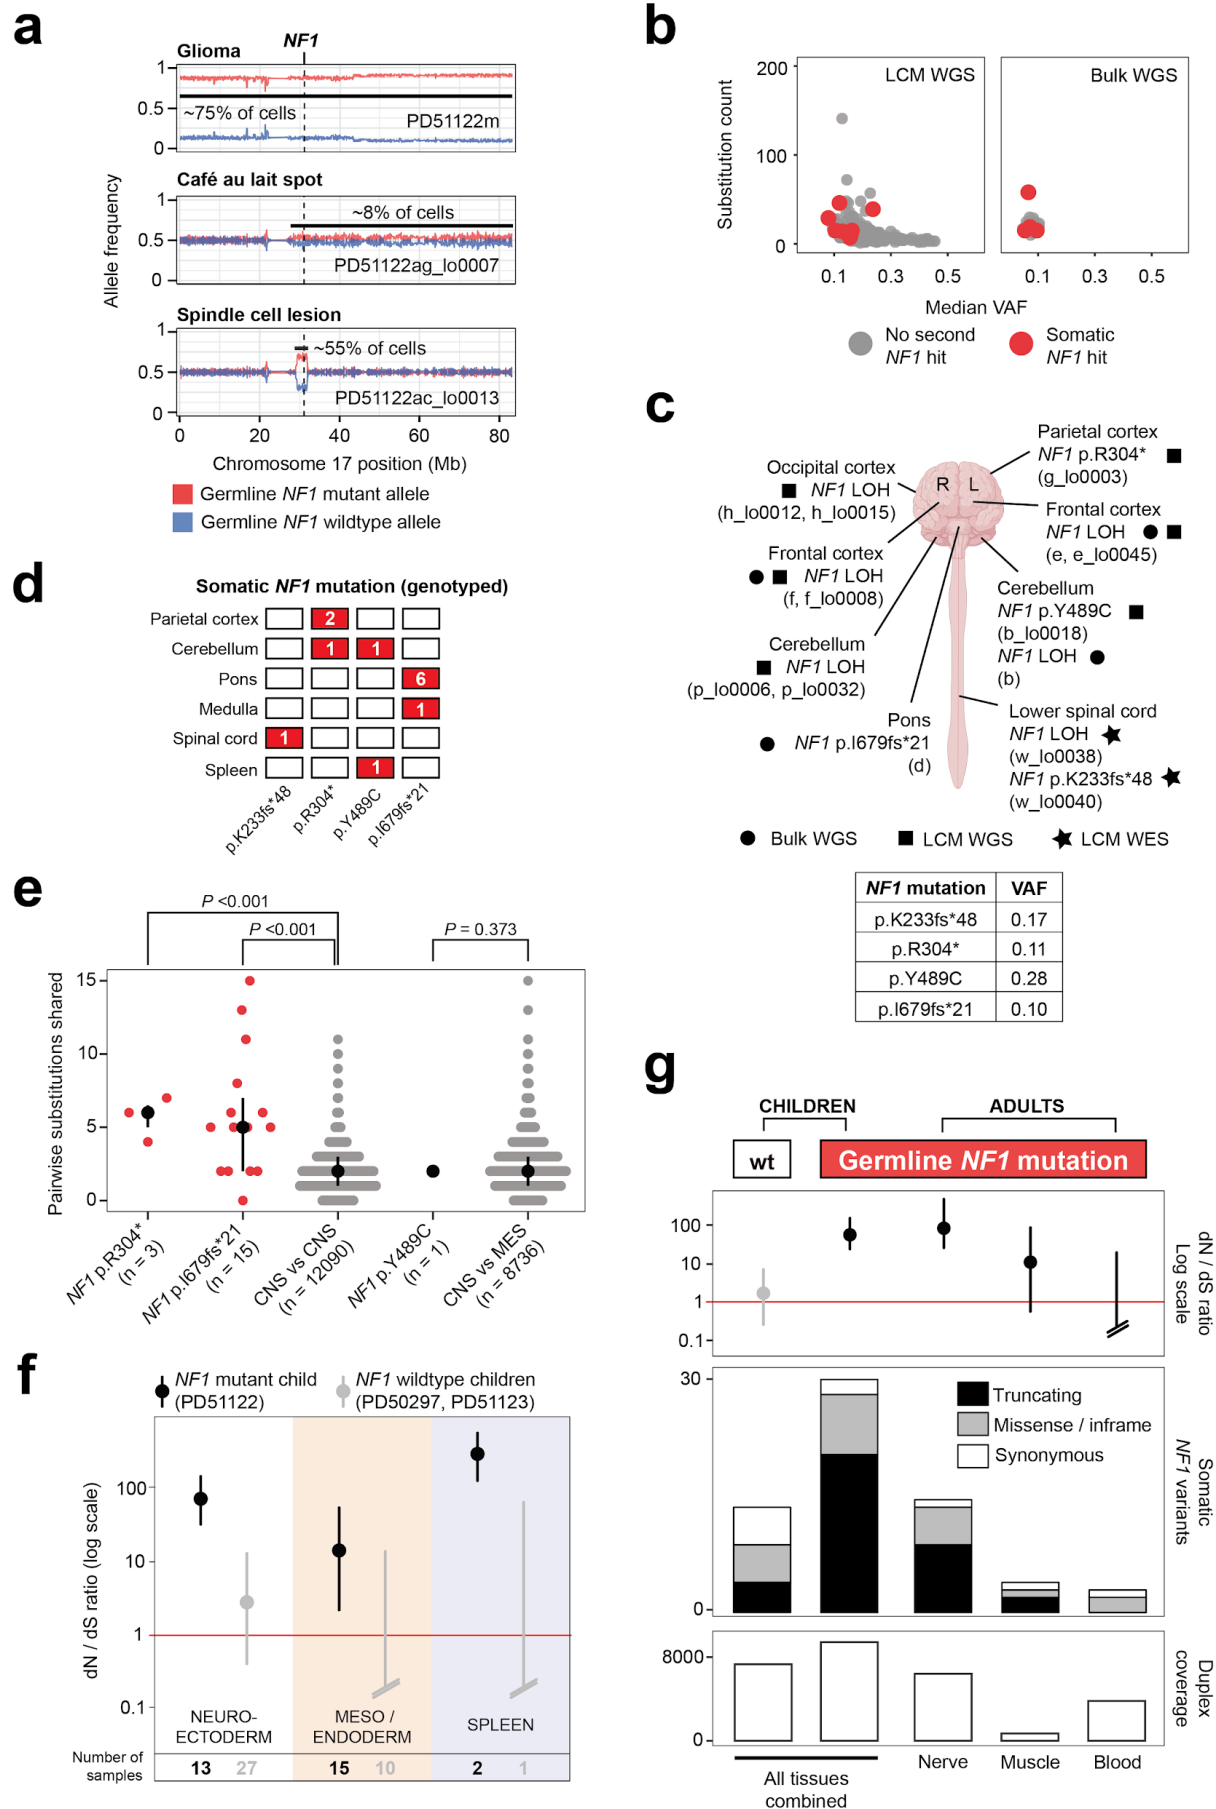 a
NF1
Glioma
1
0.5
0
~75% of cells
PD51122m
Café au lait spot
1
0.5
0
~8% of cells
PD51122ag_lo0007
Spindle cell lesion
1
0.5
0
~55% of cells
PD51122ac_lo0013
Allele frequency
0 20 40 60 80
Chromosome 17 position (Mb)
Germline NF1 mutant allele
Germline NF1 wildtype allele
b
LCM WGS
Bulk WGS
Substitution count
200
100
0
0.1 0.3 0.5
0.1 0.3 0.5
Median VAF
No second
NF1 hit
Somatic
NF1 hit
c
R L
Parietal cortex
NF1 p.R304*
(g_lo0003)
Occipital cortex
NF1 LOH
(h_lo0012, h_lo0015)
Frontal cortex
NF1 LOH
(e, e_lo0045)
Frontal cortex
NF1 LOH
(f, f_lo0008)
Cerebellum
NF1 p.Y489C
(b_lo0018)
NF1 LOH
(b)
Cerebellum
NF1 LOH
(p_lo0006, p_lo0032)
Pons
NF1 p.I679fs*21
(d)
Lower spinal cord
NF1 LOH
(w_lo0038)
NF1 p.K233fs*48
(w_lo0040)
Bulk WGS
LCM WGS
LCM WES
NF1 mutation VAF
p.K233fs*48 0.17
p.R304* 0.11
p.Y489C 0.28
p.I679fs*21 0.10
d
Somatic NF1 mutation (genotyped)
Parietal cortex 2
Cerebellum 1 1
Pons 6
Medulla 1
Spinal cord 1
Spleen 1
p.K233fs*48
p.R304*
p.Y489C
p.I679fs*21
e
P <0.001
P <0.001
P = 0.373
Pairwise substitutions shared
15
10
5
0
NF1 p.R304*
(n = 3)
NF1 p.I679fs*21
(n = 15)
CNS vs CNS
(n = 12090)
NF1 p.Y489C
(n = 1)
CNS vs MES
(n = 8736)
f
NF1 mutant child
(PD51122)
NF1 wildtype children
(PD50297, PD51123)
dN / dS ratio (log scale)
100
10
1
0.1
NEURO-
ECTODERM
MESO /
ENDODERM
SPLEEN
Number of
samples
13 27 15 10 2 1
g
CHILDREN
ADULTS
wt
Germline NF1 mutation
100
10
1
0.1
dN / dS ratio
Log scale
30
0
Truncating
Missense / inframe
Synonymous
Somatic
NF1 variants
8000
0
Duplex
coverage
All tissues
combined
Nerve
Muscle
Blood